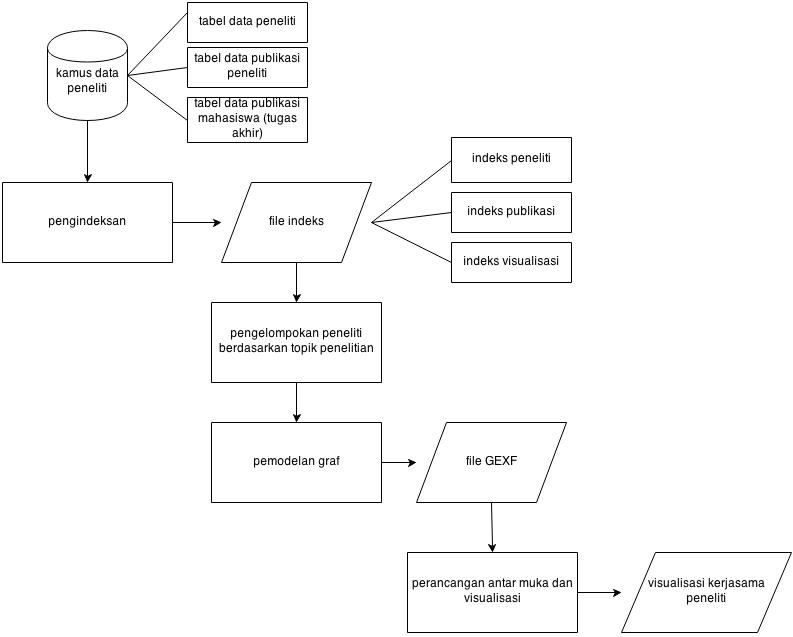 tabel data peneliti
kamus data
peneliti
tabel data publikasi
peneliti
tabel data publikasi
mahasiswa (tugas
akhir)
pengindeksan
file indeks
indeks peneliti
indeks publikasi
indeks visualisasi
pengelompokan peneliti
berdasarkan topik penelitian
pemodelan graf
file GEXF
perancangan antar muka dan
visualisasi
visualisasi kerjasama
peneliti